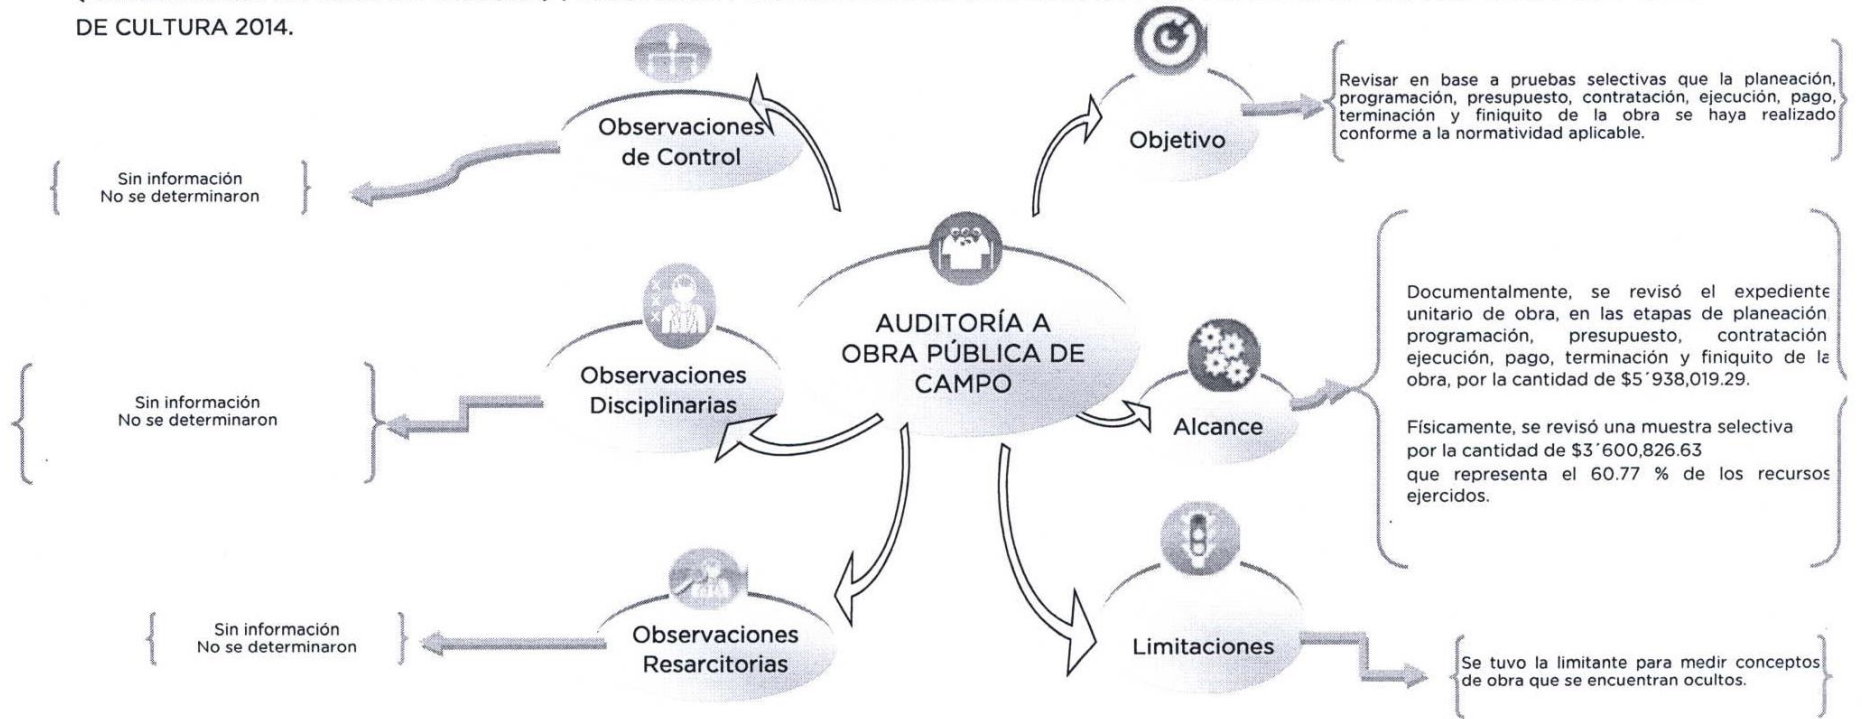 DE CULTURA 2014.
Observaciones
de Control
Sin información
No se determinaron
Objetivo
Revisar en base a pruebas selectivas que la planeación,
programación, presupuesto, contratación, ejecución, pago,
terminación y finiquito de la obra se haya realizado
conforme a la normatividad aplicable.
AUDITORÍA A
OBRA PÚBLICA DE
CAMPO
Observaciones
Disciplinarias
Sin información
No se determinaron
Alcance
Documentalmente, se revisó el expediente
unitario de obra, en las etapas de planeación
programación, presupuesto, contratación
ejecución, pago, terminación y finiquito de la
obra, por la cantidad de $5´938,019.29.
Físicamente, se revisó una muestra selectiva
por la cantidad de $3´600,826.63
que representa el 60.77 % de los recursos
ejercidos.
Observaciones
Resarcitorias
Sin información
No se determinaron
Limitaciones
Se tuvo la limitante para medir conceptos
de obra que se encuentran ocultos.